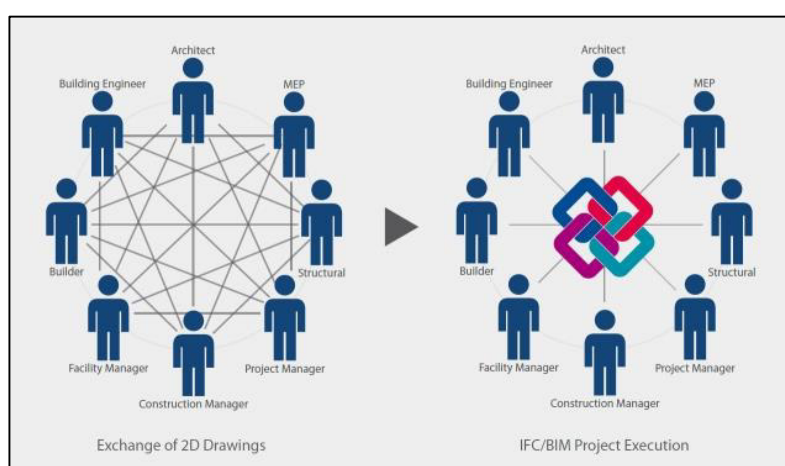 Architect
Building Engineer
MEP
Builder
Structural
Facility Manager
Project Manager
Construction Manager
Exchange of 2D Drawings
Architect
Building Engineer
MEP
Builder
Structural
Facility Manager
Project Manager
Construction Manager
IFC/BIM Project Execution